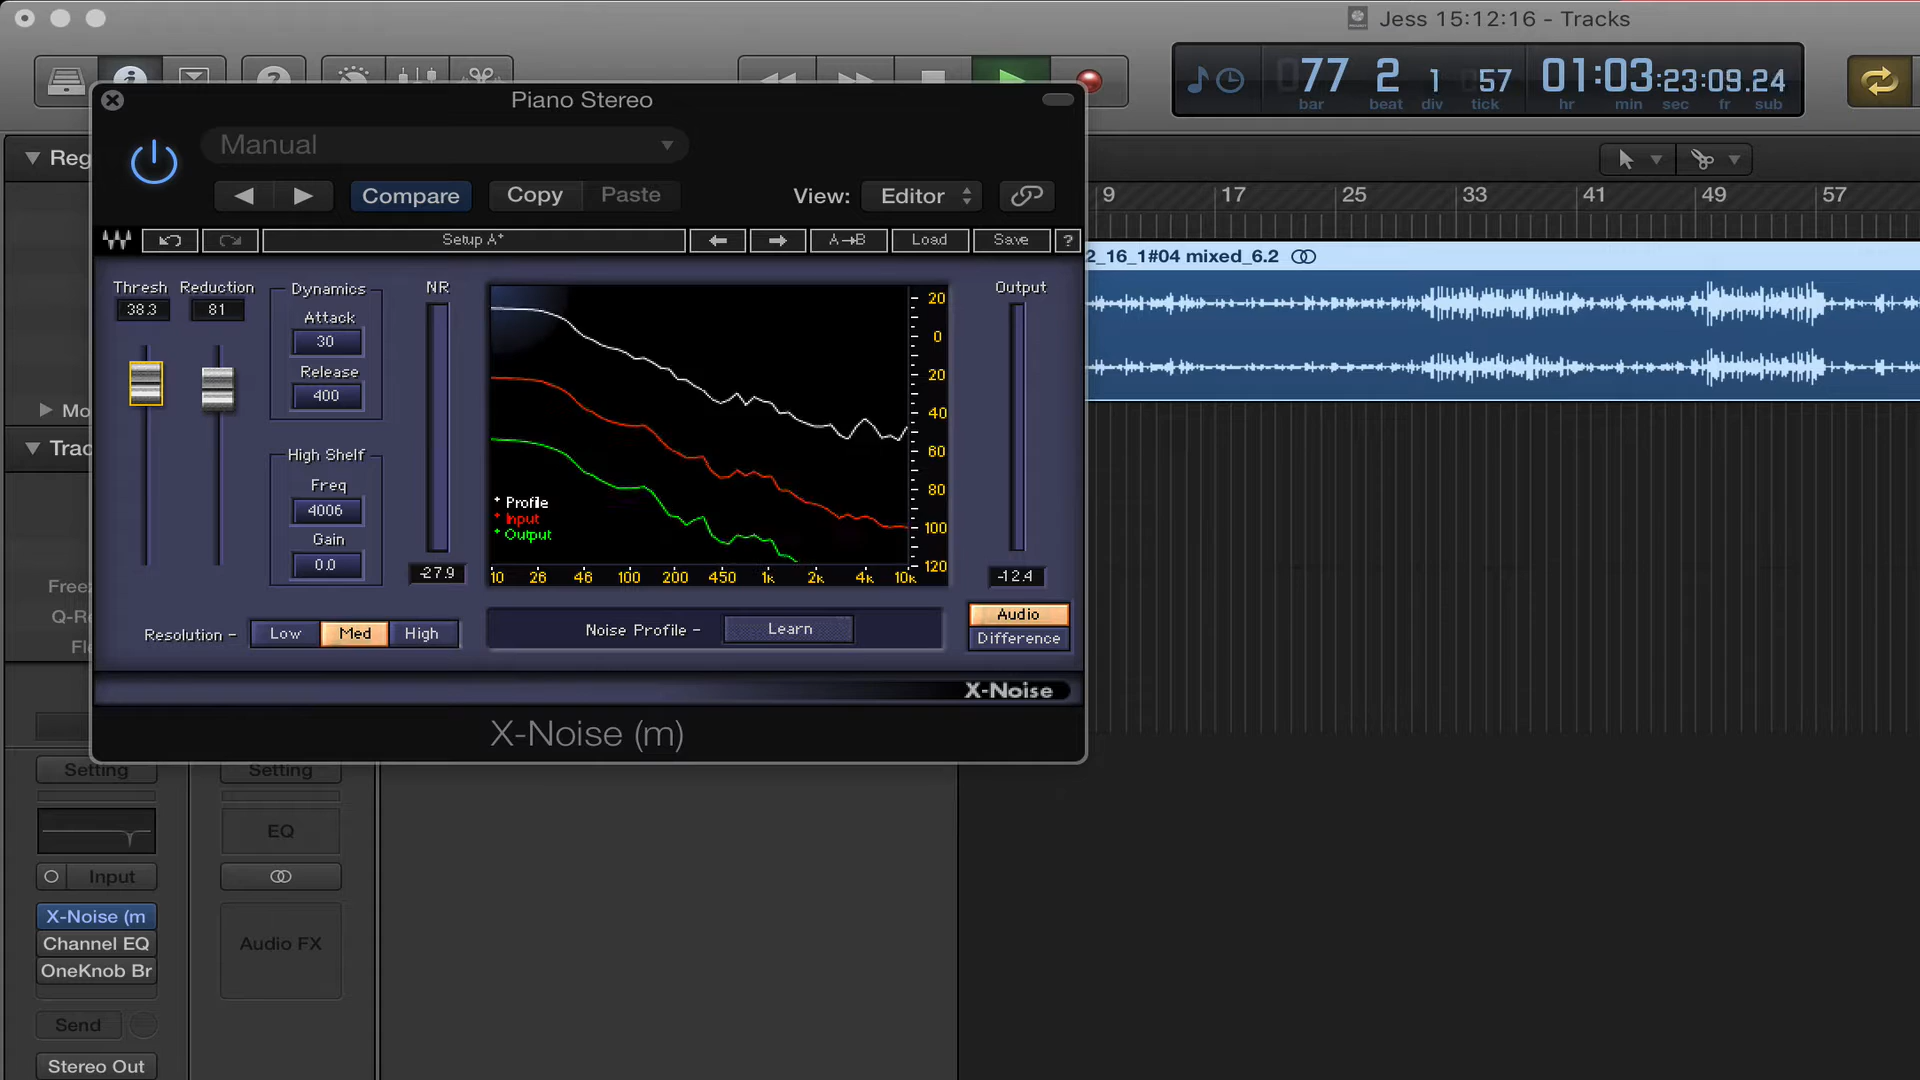 Jess 15:12:16 - Tracks
77 2 1 57 01:03:23:09.24
bar beat div tick hr min sec fr sub
Piano Stereo
Manual
Compare Copy Paste View: Editor
Setup A* A→B Load Save ?
Reg
9 17 25 33 41 49 57
2_16_1#04 mixed_6.2
Thresh Reduction
38.3 81
Dynamics
Attack
30
Release
400
High Shelf
Freq
4006
Gain
0.0
NR
-27.9
20
0
20
40
60
80
100
120
* Profile
* Input
* Output
10 26 46 100 200 450 1k 2k 4k 10k
Output
-12.4
Audio
Difference
Resolution - Low Med High
Noise Profile - Learn
X-Noise
X-Noise (m)
Mo
Trac
Free
Q-Re
Fle
Setting Setting
EQ
Input
X-Noise (m
Channel EQ
OneKnob Br
Audio FX
Send
Stereo Out